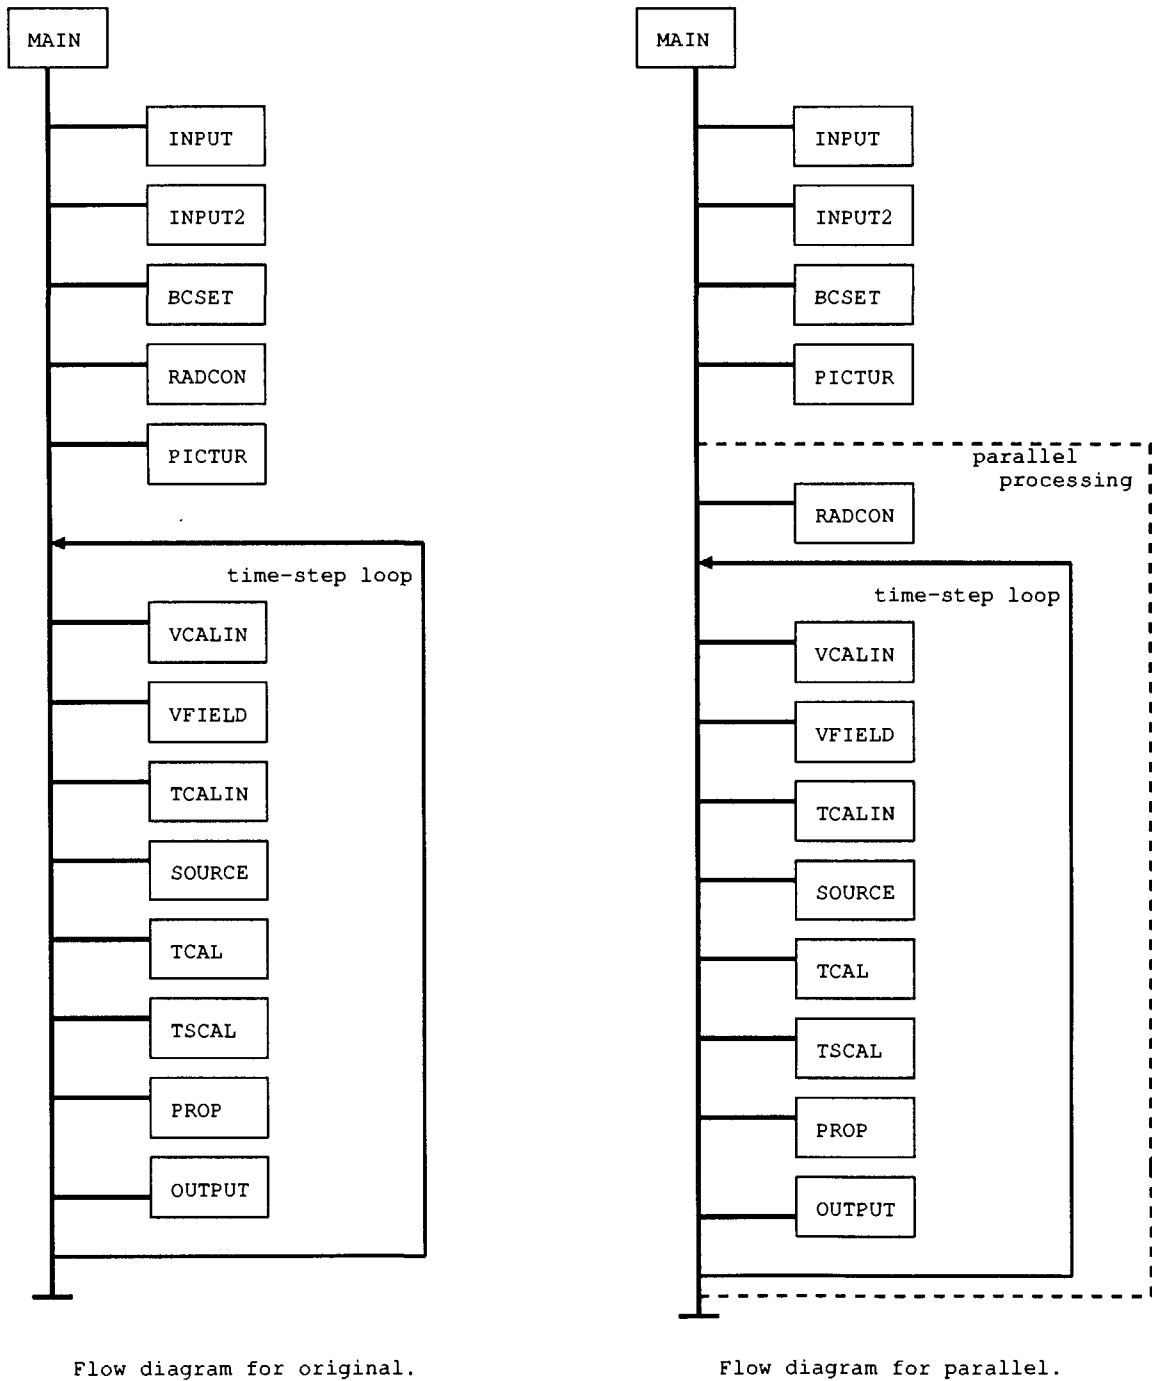 MAIN
INPUT
INPUT2
BCSET
RADCON
PICTUR
time-step loop
VCALIN
VFIELD
TCALIN
SOURCE
TCAL
TSCAL
PROP
OUTPUT
Flow diagram for original.
MAIN
INPUT
INPUT2
BCSET
PICTUR
parallel
processing
RADCON
time-step loop
VCALIN
VFIELD
TCALIN
SOURCE
TCAL
TSCAL
PROP
OUTPUT
Flow diagram for parallel.